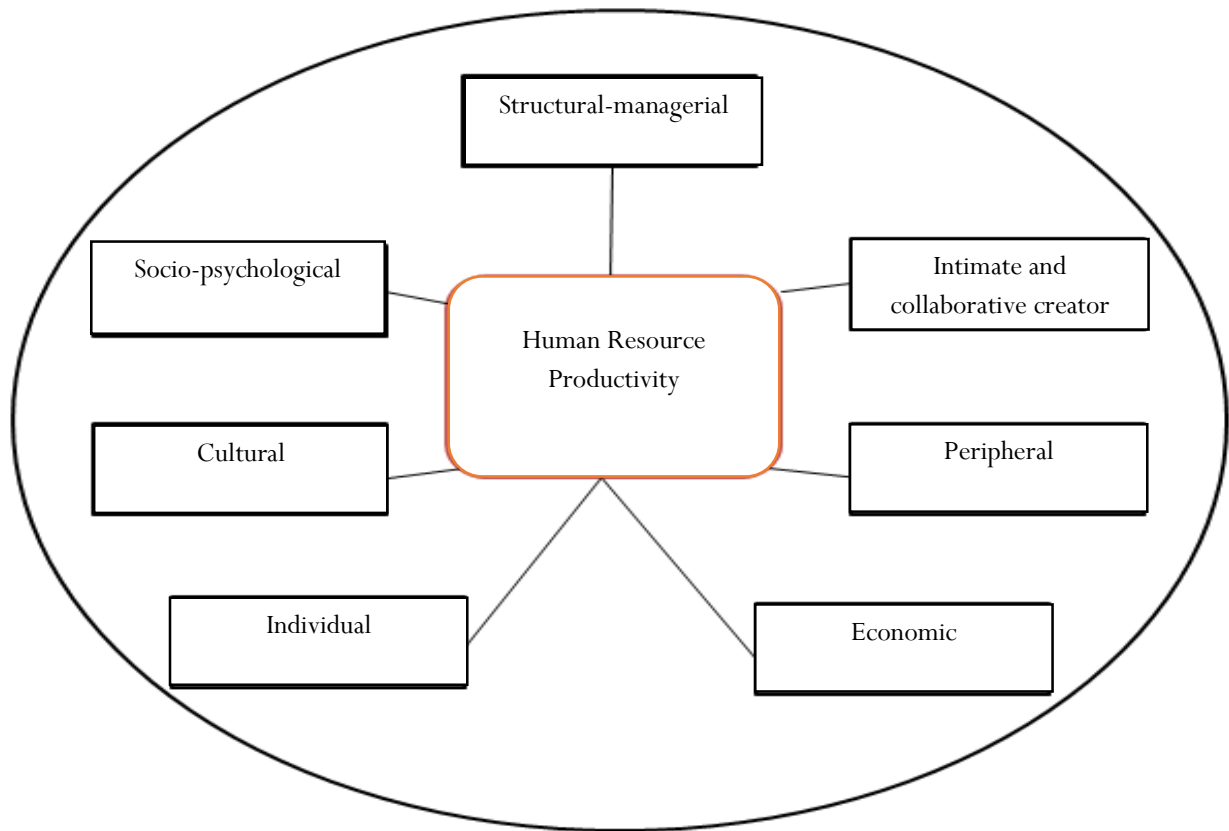 Structural-managerial
Socio-psychological
Intimate and
collaborative creator
Human Resource
Productivity
Cultural
Peripheral
Individual
Economic